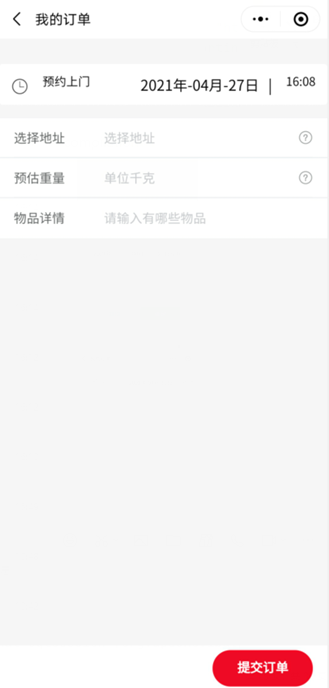 我的订单
预约上门 2021年-04月-27日 | 16:08
选择地址 选择地址
预估重量 单位千克
物品详情 请输入有哪些物品
提交订单